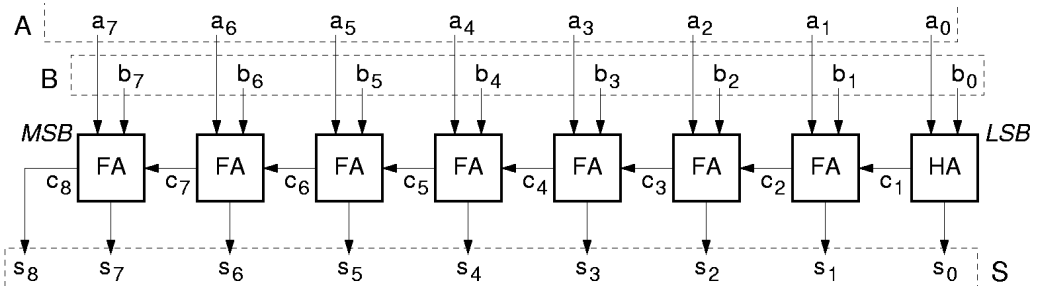 A a₇ a₆ a₅ a₄ a₃ a₂ a₁ a₀
B b₇ b₆ b₅ b₄ b₃ b₂ b₁ b₀
MSB LSB
FA FA FA FA FA FA FA HA
c₈ c₇ c₆ c₅ c₄ c₃ c₂ c₁
s₈ s₇ s₆ s₅ s₄ s₃ s₂ s₁ s₀ S